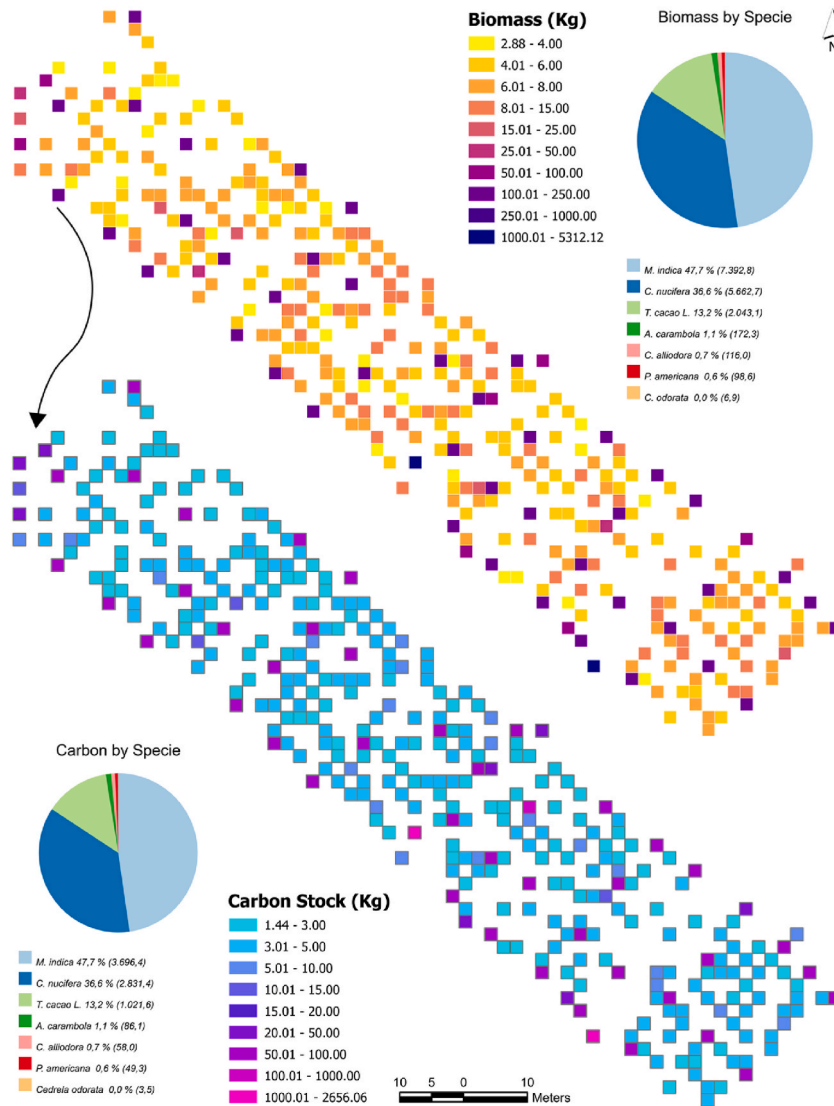 Biomass (Kg)
2.88 - 4.00
4.01 - 6.00
6.01 - 8.00
8.01 - 15.00
15.01 - 25.00
25.01 - 50.00
50.01 - 100.00
100.01 - 250.00
250.01 - 1000.00
1000.01 - 5312.12
Biomass by Specie
N
M. indica 47,7 % (7.392,8)
C. nucifera 36,6 % (5.662,7)
T. cacao L. 13,2 % (2.043,1)
A. carambola 1,1 % (172,3)
C. alliodora 0,7 % (116,0)
P. americana 0,6 % (98,6)
C. odorata 0,0 % (6,9)
Carbon by Specie
M. indica 47,7 % (3.696,4)
C. nucifera 36,6 % (2.831,4)
T. cacao L. 13,2 % (1.021,6)
A. carambola 1,1 % (86,1)
C. alliodora 0,7 % (58,0)
P. americana 0,6 % (49,3)
Cedrela odorata 0,0 % (3,5)
Carbon Stock (Kg)
1.44 - 3.00
3.01 - 5.00
5.01 - 10.00
10.01 - 15.00
15.01 - 20.00
20.01 - 50.00
50.01 - 100.00
100.01 - 1000.00
1000.01 - 2656.06
10 5 0 10
Meters